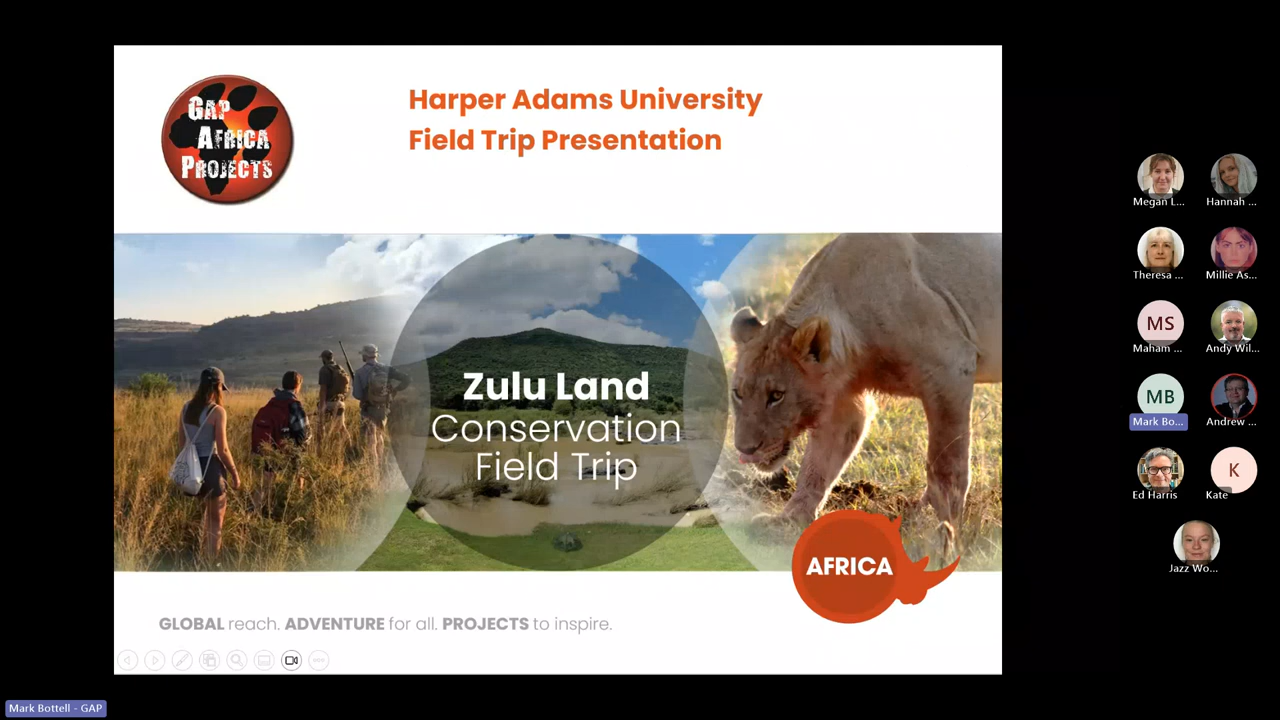 GAP
AFRICA
PROJECTS
Harper Adams University
Field Trip Presentation
Zulu Land
Conservation
Field Trip
AFRICA
GLOBAL reach. ADVENTURE for all. PROJECTS to inspire.
Megan L...
Hannah ...
Theresa ...
Millie As...
MS
Maham ...
Andy Wil...
MB
Mark Bo...
Andrew ...
Ed Harris
K
Kate
Jazz Wo...
Mark Bottell - GAP